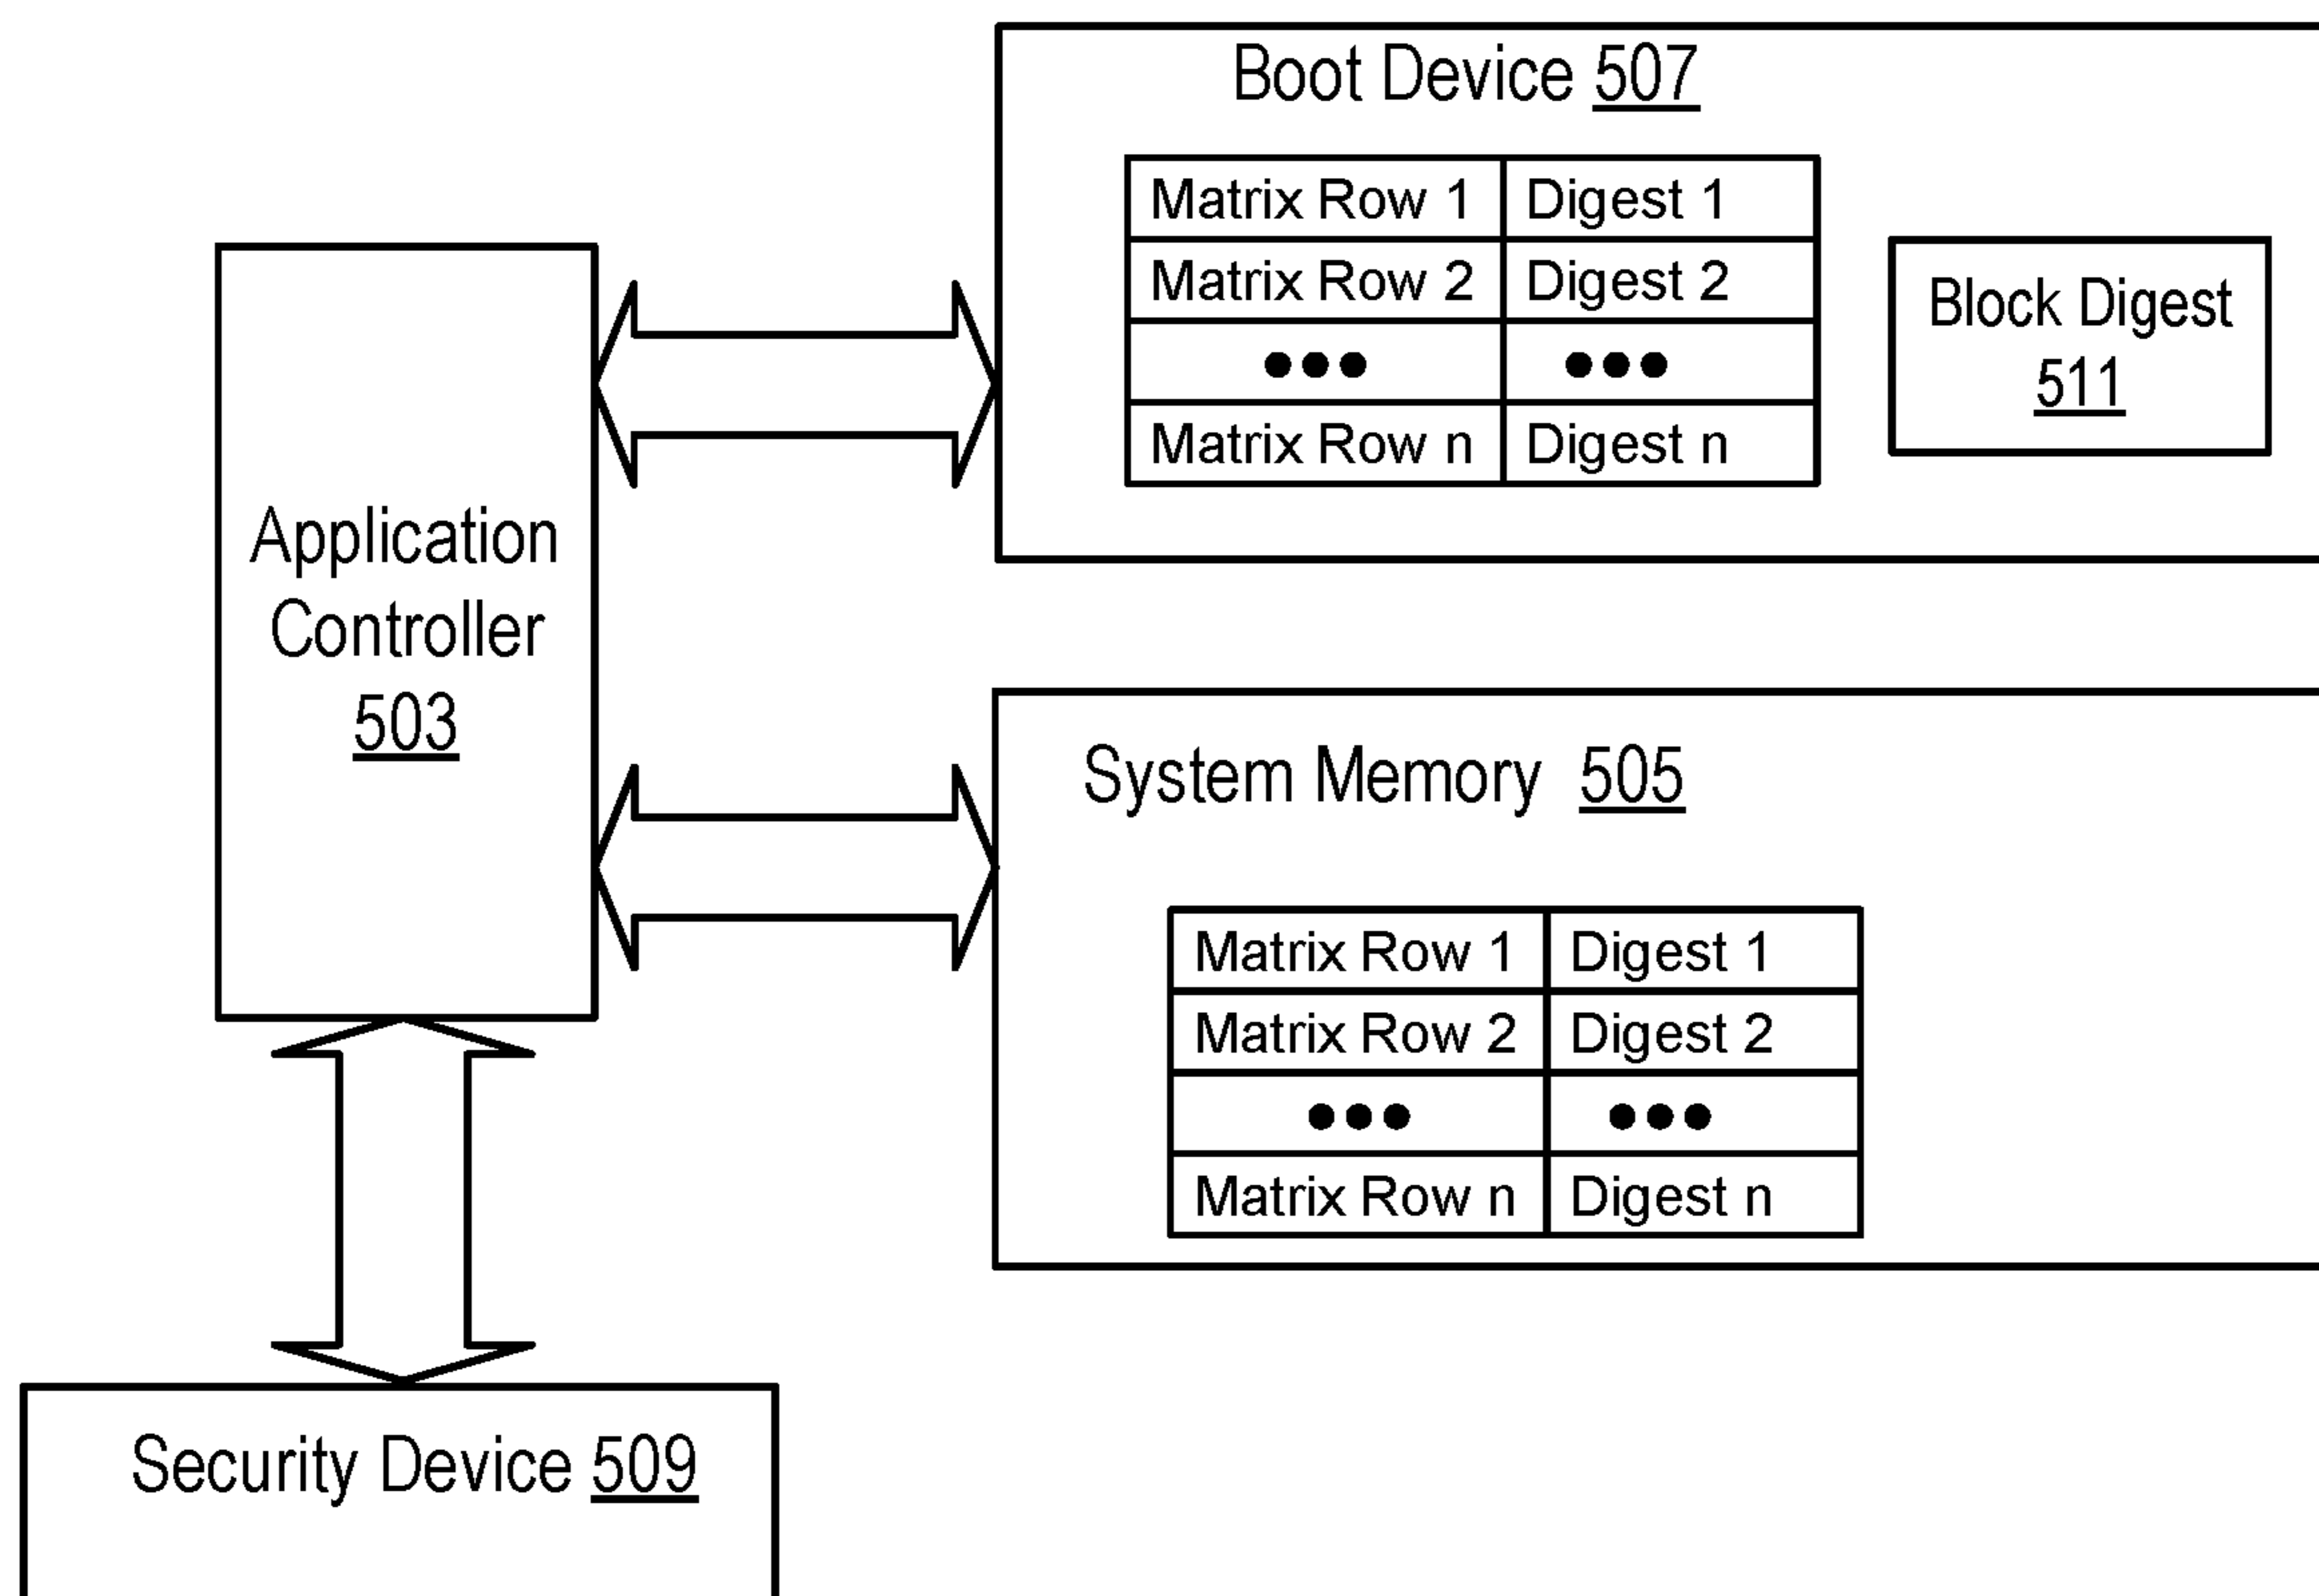 Boot Device 507
Matrix Row 1 Digest 1
Matrix Row 2 Digest 2
●●● ●●●
Matrix Row n Digest n
Block Digest
511
Application
Controller
503
System Memory 505
Matrix Row 1 Digest 1
Matrix Row 2 Digest 2
●●● ●●●
Matrix Row n Digest n
Security Device 509